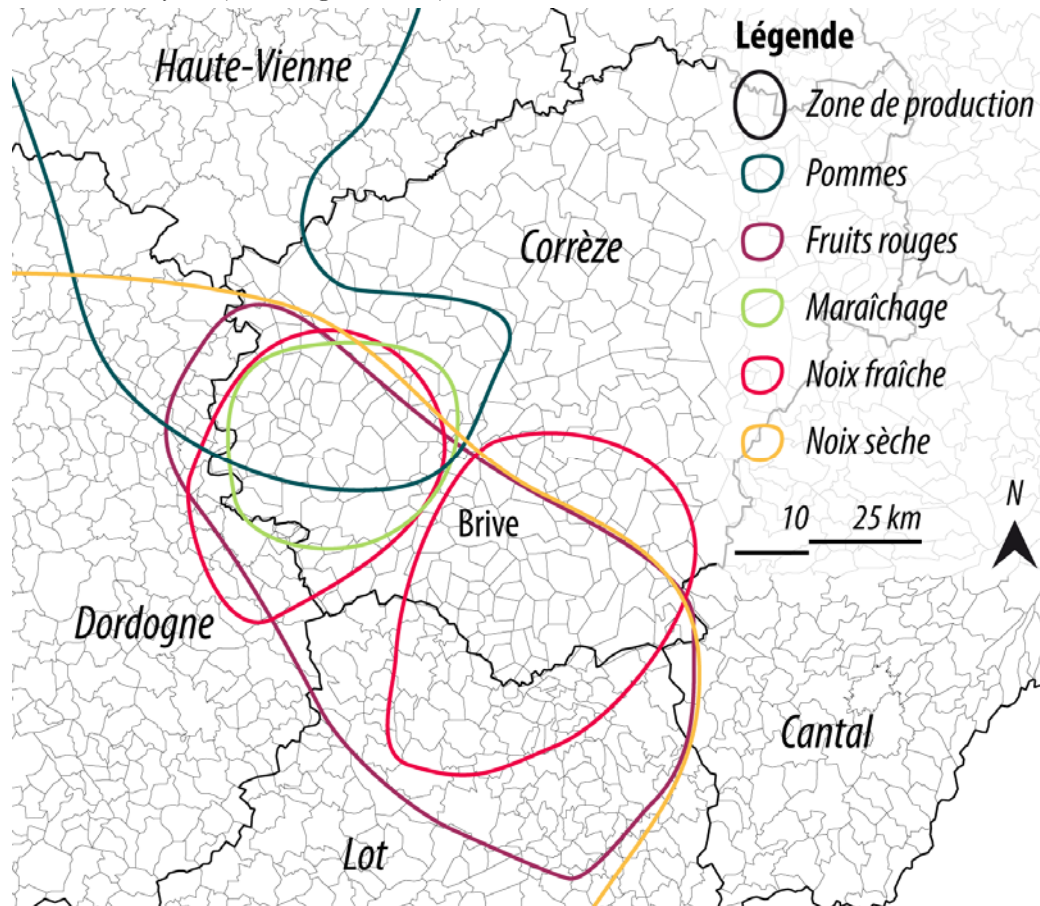 Haute-Vienne
Corrèze
Brive
Dordogne
Lot
Cantal
Légende
Zone de production
Pommes
Fruits rouges
Maraîchage
Noix fraîche
Noix sèche
10 25 km
N